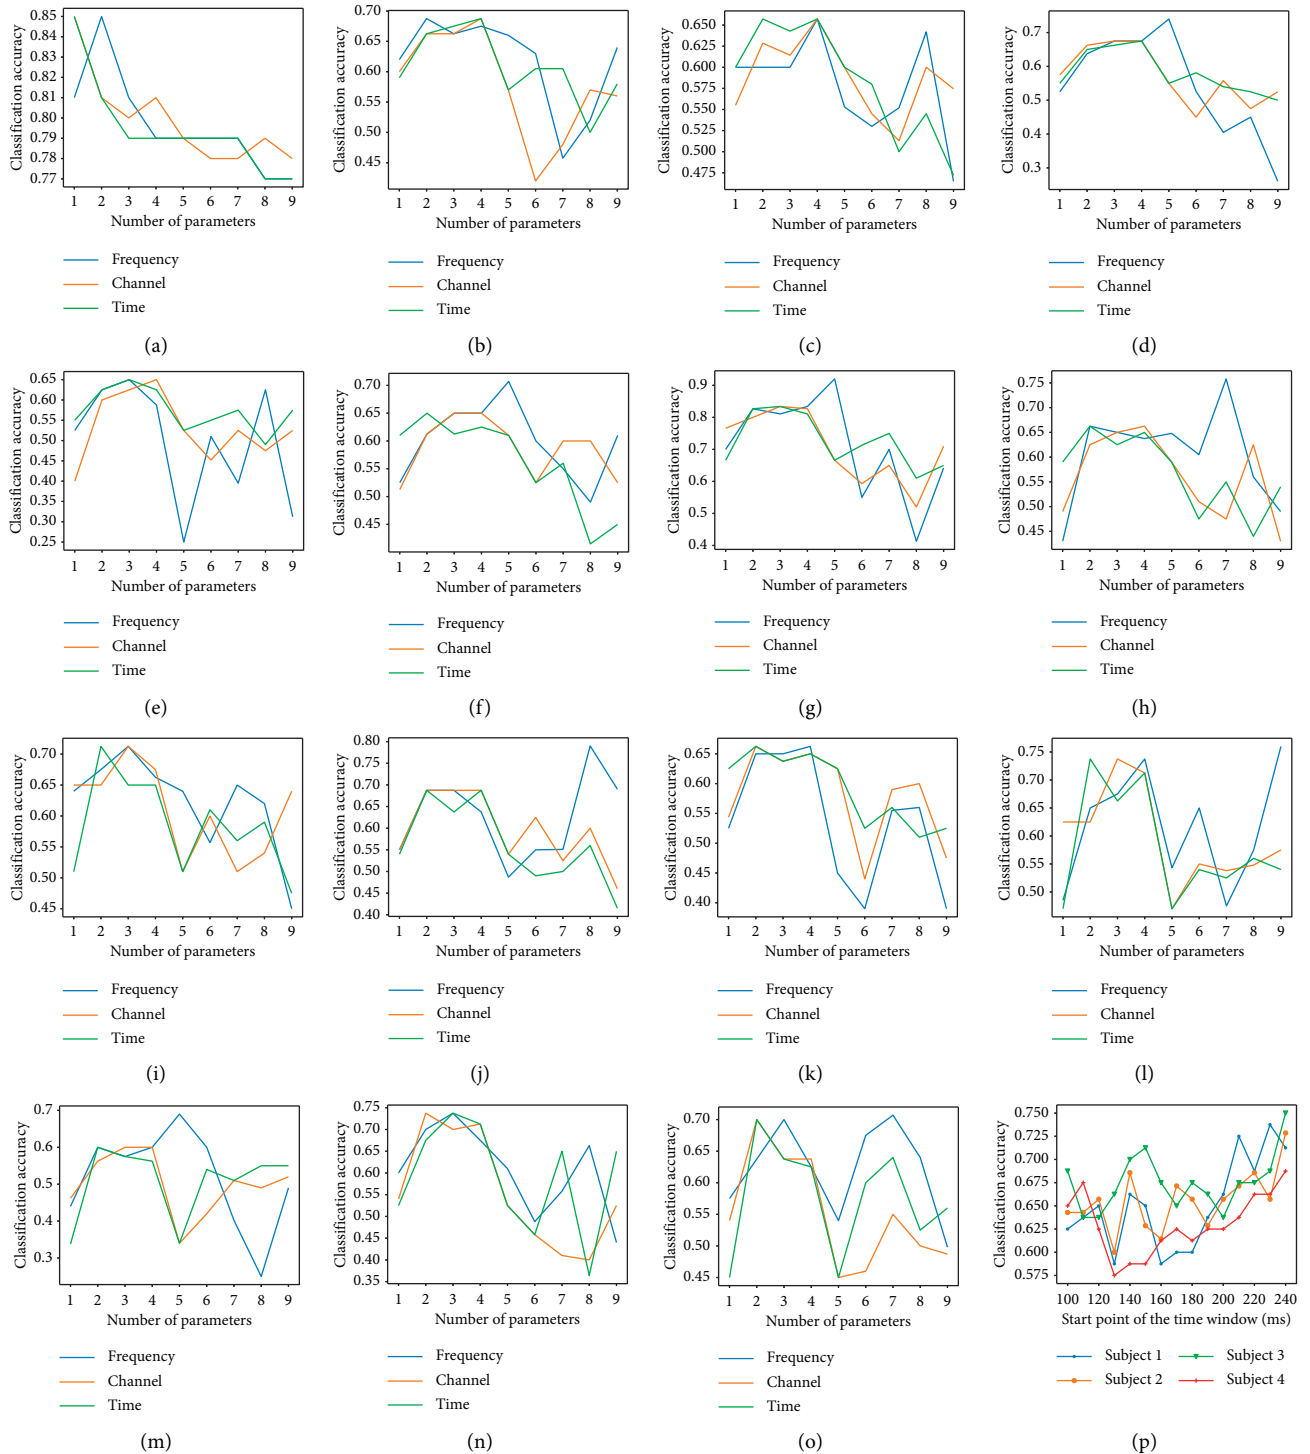 Classification accuracy
0.85
0.84
0.83
0.82
0.81
0.80
0.79
0.78
0.77
1 2 3 4 5 6 7 8 9
Number of parameters
Frequency
Channel
Time
(a)
Classification accuracy
0.70
0.65
0.60
0.55
0.50
0.45
1 2 3 4 5 6 7 8 9
Number of parameters
Frequency
Channel
Time
(b)
Classification accuracy
0.650
0.625
0.600
0.575
0.550
0.525
0.500
0.475
1 2 3 4 5 6 7 8 9
Number of parameters
Frequency
Channel
Time
(c)
Classification accuracy
0.7
0.6
0.5
0.4
0.3
1 2 3 4 5 6 7 8 9
Number of parameters
Frequency
Channel
Time
(d)
Classification accuracy
0.65
0.60
0.55
0.50
0.45
0.40
0.35
0.30
0.25
1 2 3 4 5 6 7 8 9
Number of parameters
Frequency
Channel
Time
(e)
Classification accuracy
0.70
0.65
0.60
0.55
0.50
0.45
1 2 3 4 5 6 7 8 9
Number of parameters
Frequency
Channel
Time
(f)
Classification accuracy
0.9
0.8
0.7
0.6
0.5
0.4
1 2 3 4 5 6 7 8 9
Number of parameters
Frequency
Channel
Time
(g)
Classification accuracy
0.75
0.70
0.65
0.60
0.55
0.50
0.45
1 2 3 4 5 6 7 8 9
Number of parameters
Frequency
Channel
Time
(h)
Classification accuracy
0.70
0.65
0.60
0.55
0.50
0.45
1 2 3 4 5 6 7 8 9
Number of parameters
Frequency
Channel
Time
(i)
Classification accuracy
0.80
0.75
0.70
0.65
0.60
0.55
0.50
0.45
0.40
1 2 3 4 5 6 7 8 9
Number of parameters
Frequency
Channel
Time
(j)
Classification accuracy
0.65
0.60
0.55
0.50
0.45
0.40
1 2 3 4 5 6 7 8 9
Number of parameters
Frequency
Channel
Time
(k)
Classification accuracy
0.75
0.70
0.65
0.60
0.55
0.50
1 2 3 4 5 6 7 8 9
Number of parameters
Frequency
Channel
Time
(l)
Classification accuracy
0.7
0.6
0.5
0.4
0.3
1 2 3 4 5 6 7 8 9
Number of parameters
Frequency
Channel
Time
(m)
Classification accuracy
0.75
0.70
0.65
0.60
0.55
0.50
0.45
0.40
0.35
1 2 3 4 5 6 7 8 9
Number of parameters
Frequency
Channel
Time
(n)
Classification accuracy
0.70
0.65
0.60
0.55
0.50
0.45
1 2 3 4 5 6 7 8 9
Number of parameters
Frequency
Channel
Time
(o)
Classification accuracy
0.750
0.725
0.700
0.675
0.650
0.625
0.600
0.575
100 120 140 160 180 200 220 240
Start point of the time window (ms)
Subject 1 Subject 3
Subject 2 Subject 4
(p)